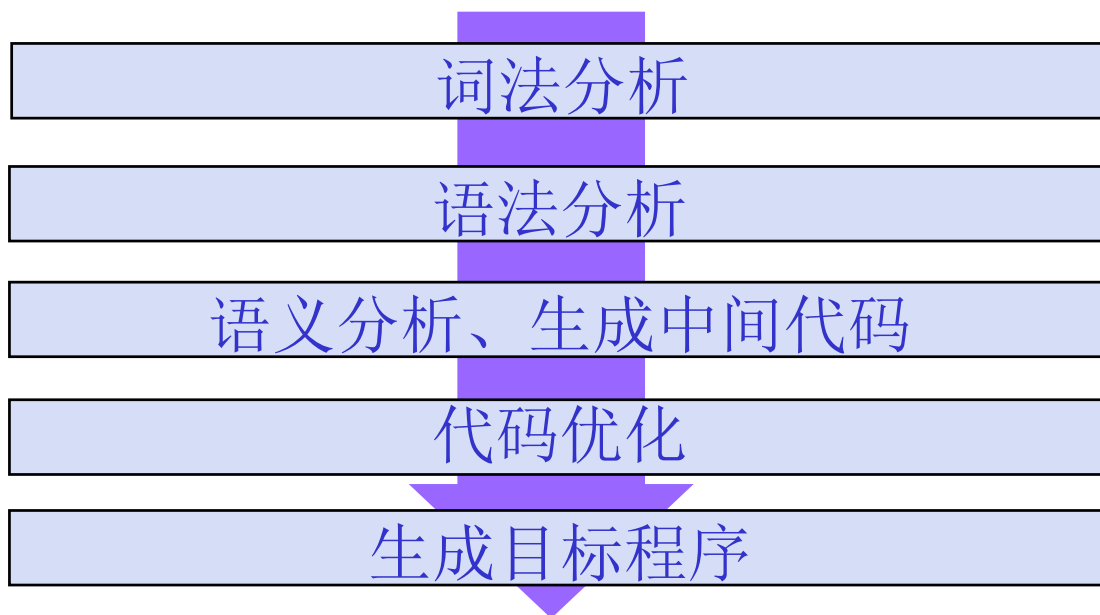 词法分析
语法分析
语义分析、生成中间代码
代码优化
生成目标程序